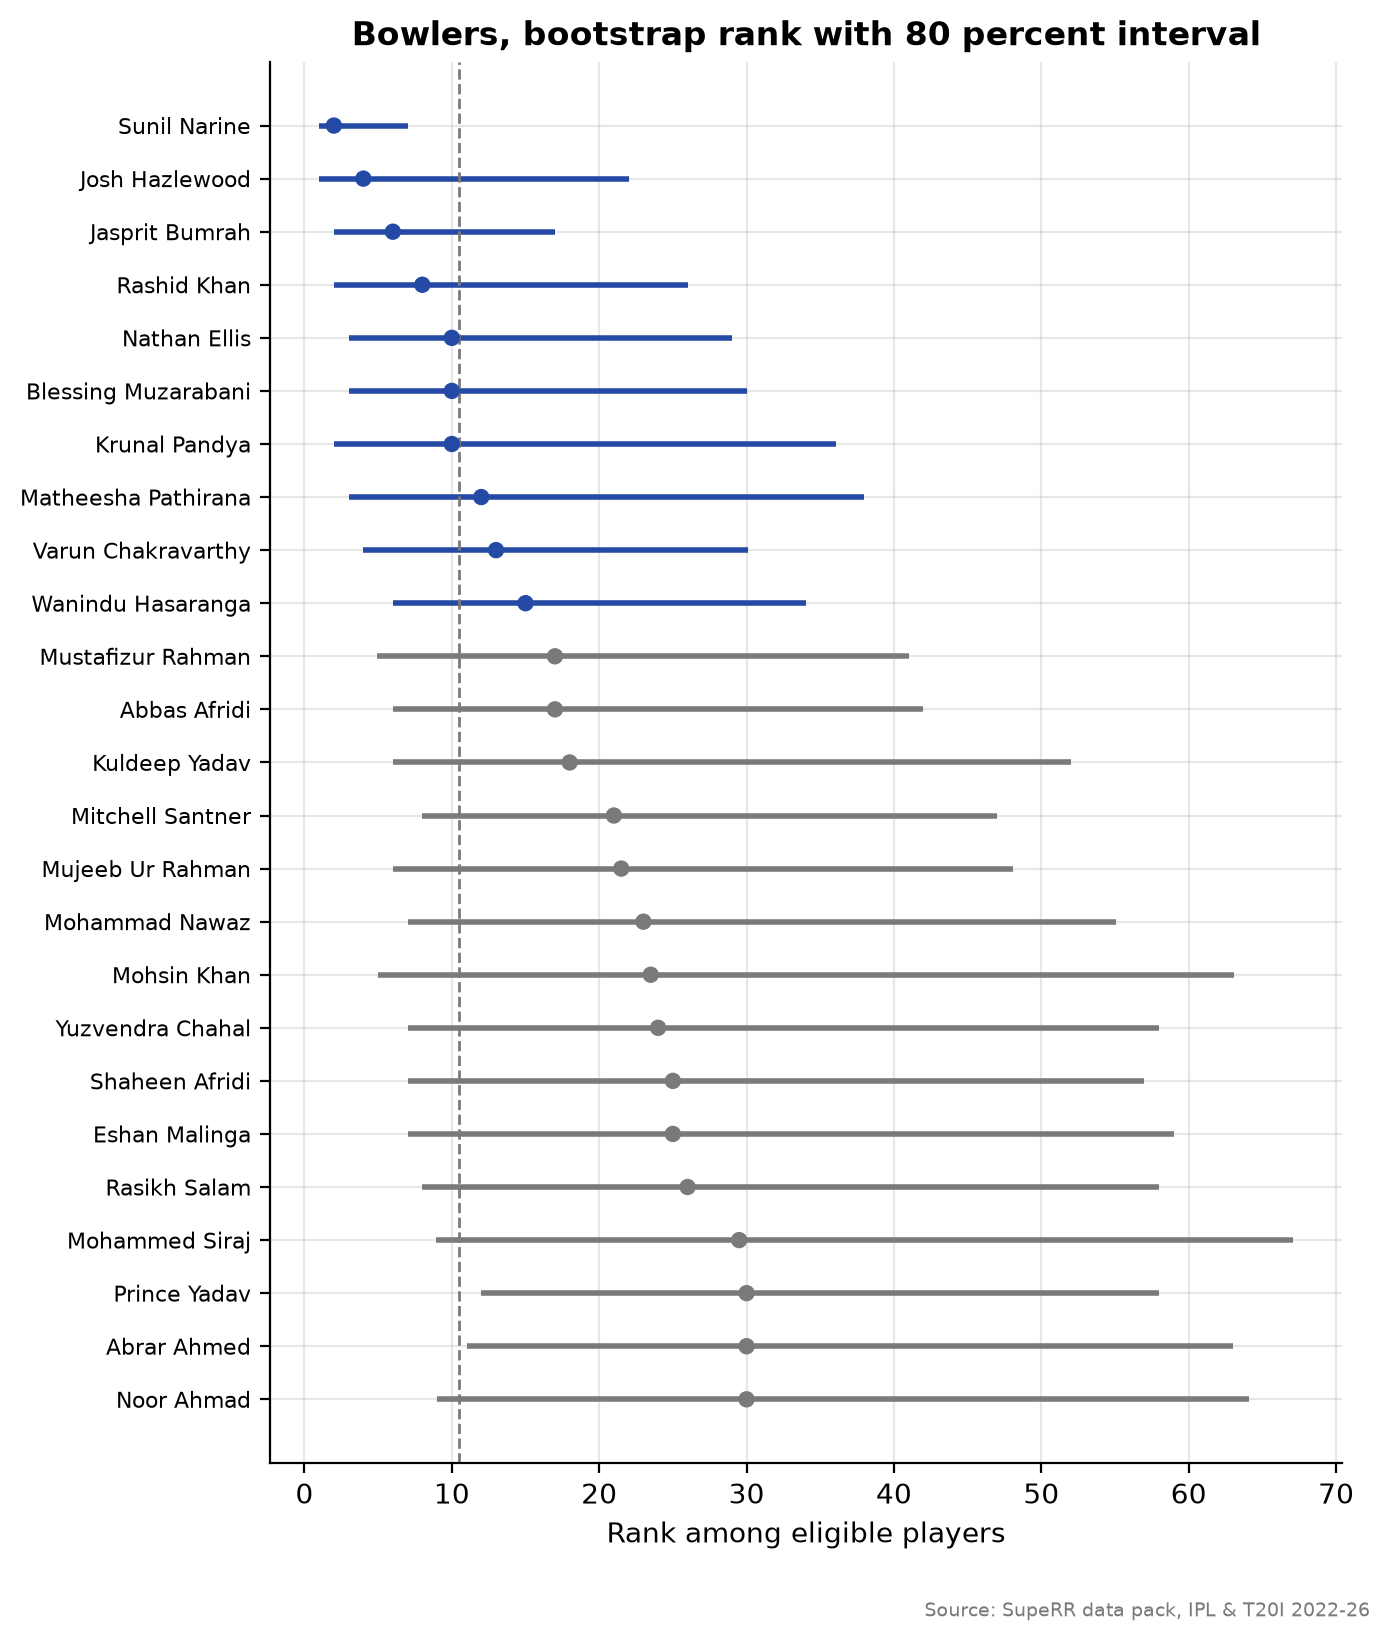 Bowlers, bootstrap rank with 80 percent interval
Sunil Narine
Josh Hazlewood
Jasprit Bumrah
Rashid Khan
Nathan Ellis
Blessing Muzarabani
Krunal Pandya
Matheesha Pathirana
Varun Chakravarthy
Wanindu Hasaranga
Mustafizur Rahman
Abbas Afridi
Kuldeep Yadav
Mitchell Santner
Mujeeb Ur Rahman
Mohammad Nawaz
Mohsin Khan
Yuzvendra Chahal
Shaheen Afridi
Eshan Malinga
Rasikh Salam
Mohammed Siraj
Prince Yadav
Abrar Ahmed
Noor Ahmad
0 10 20 30 40 50 60 70
Rank among eligible players
Source: SupeRR data pack, IPL & T20I 2022-26